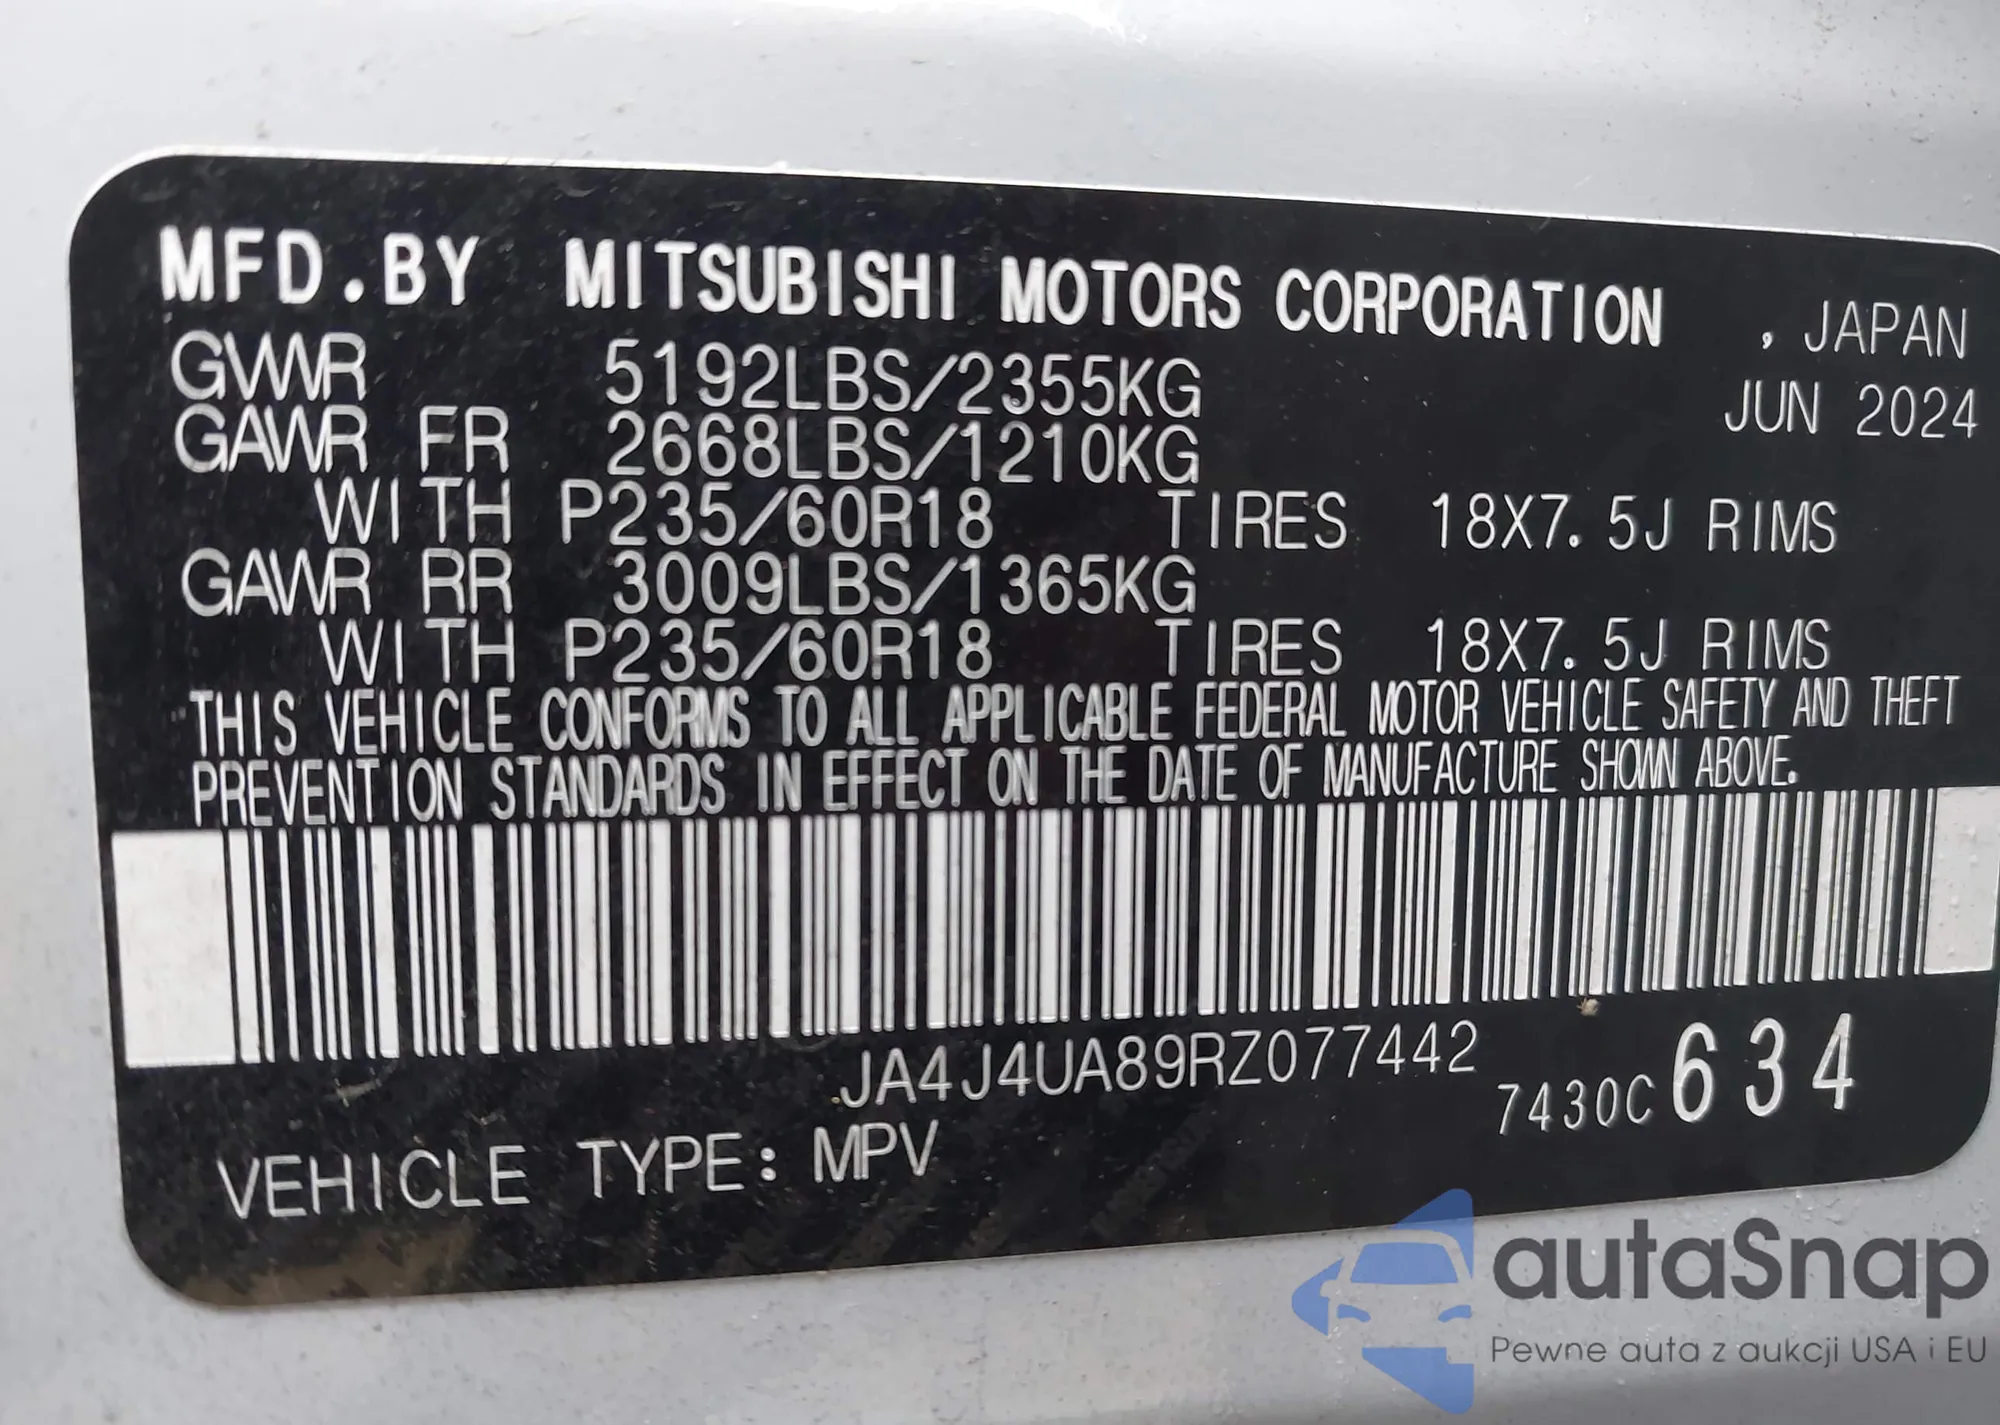 MFD.BY MITSUBISHI MOTORS CORPORATION , JAPAN
GVWR 5192LBS/2355KG JUN 2024
GAWR FR 2668LBS/1210KG
WITH P235/60R18 TIRES 18X7.5J RIMS
GAWR RR 3009LBS/1365KG
WITH P235/60R18 TIRES 18X7.5J RIMS
THIS VEHICLE CONFORMS TO ALL APPLICABLE FEDERAL MOTOR VEHICLE SAFETY AND THEFT
PREVENTION STANDARDS IN EFFECT ON THE DATE OF MANUFACTURE SHOWN ABOVE.
JA4J4UA89RZ077442
7430C 634
VEHICLE TYPE: MPV
autaSnap
Pewne auta z aukcji USA i EU